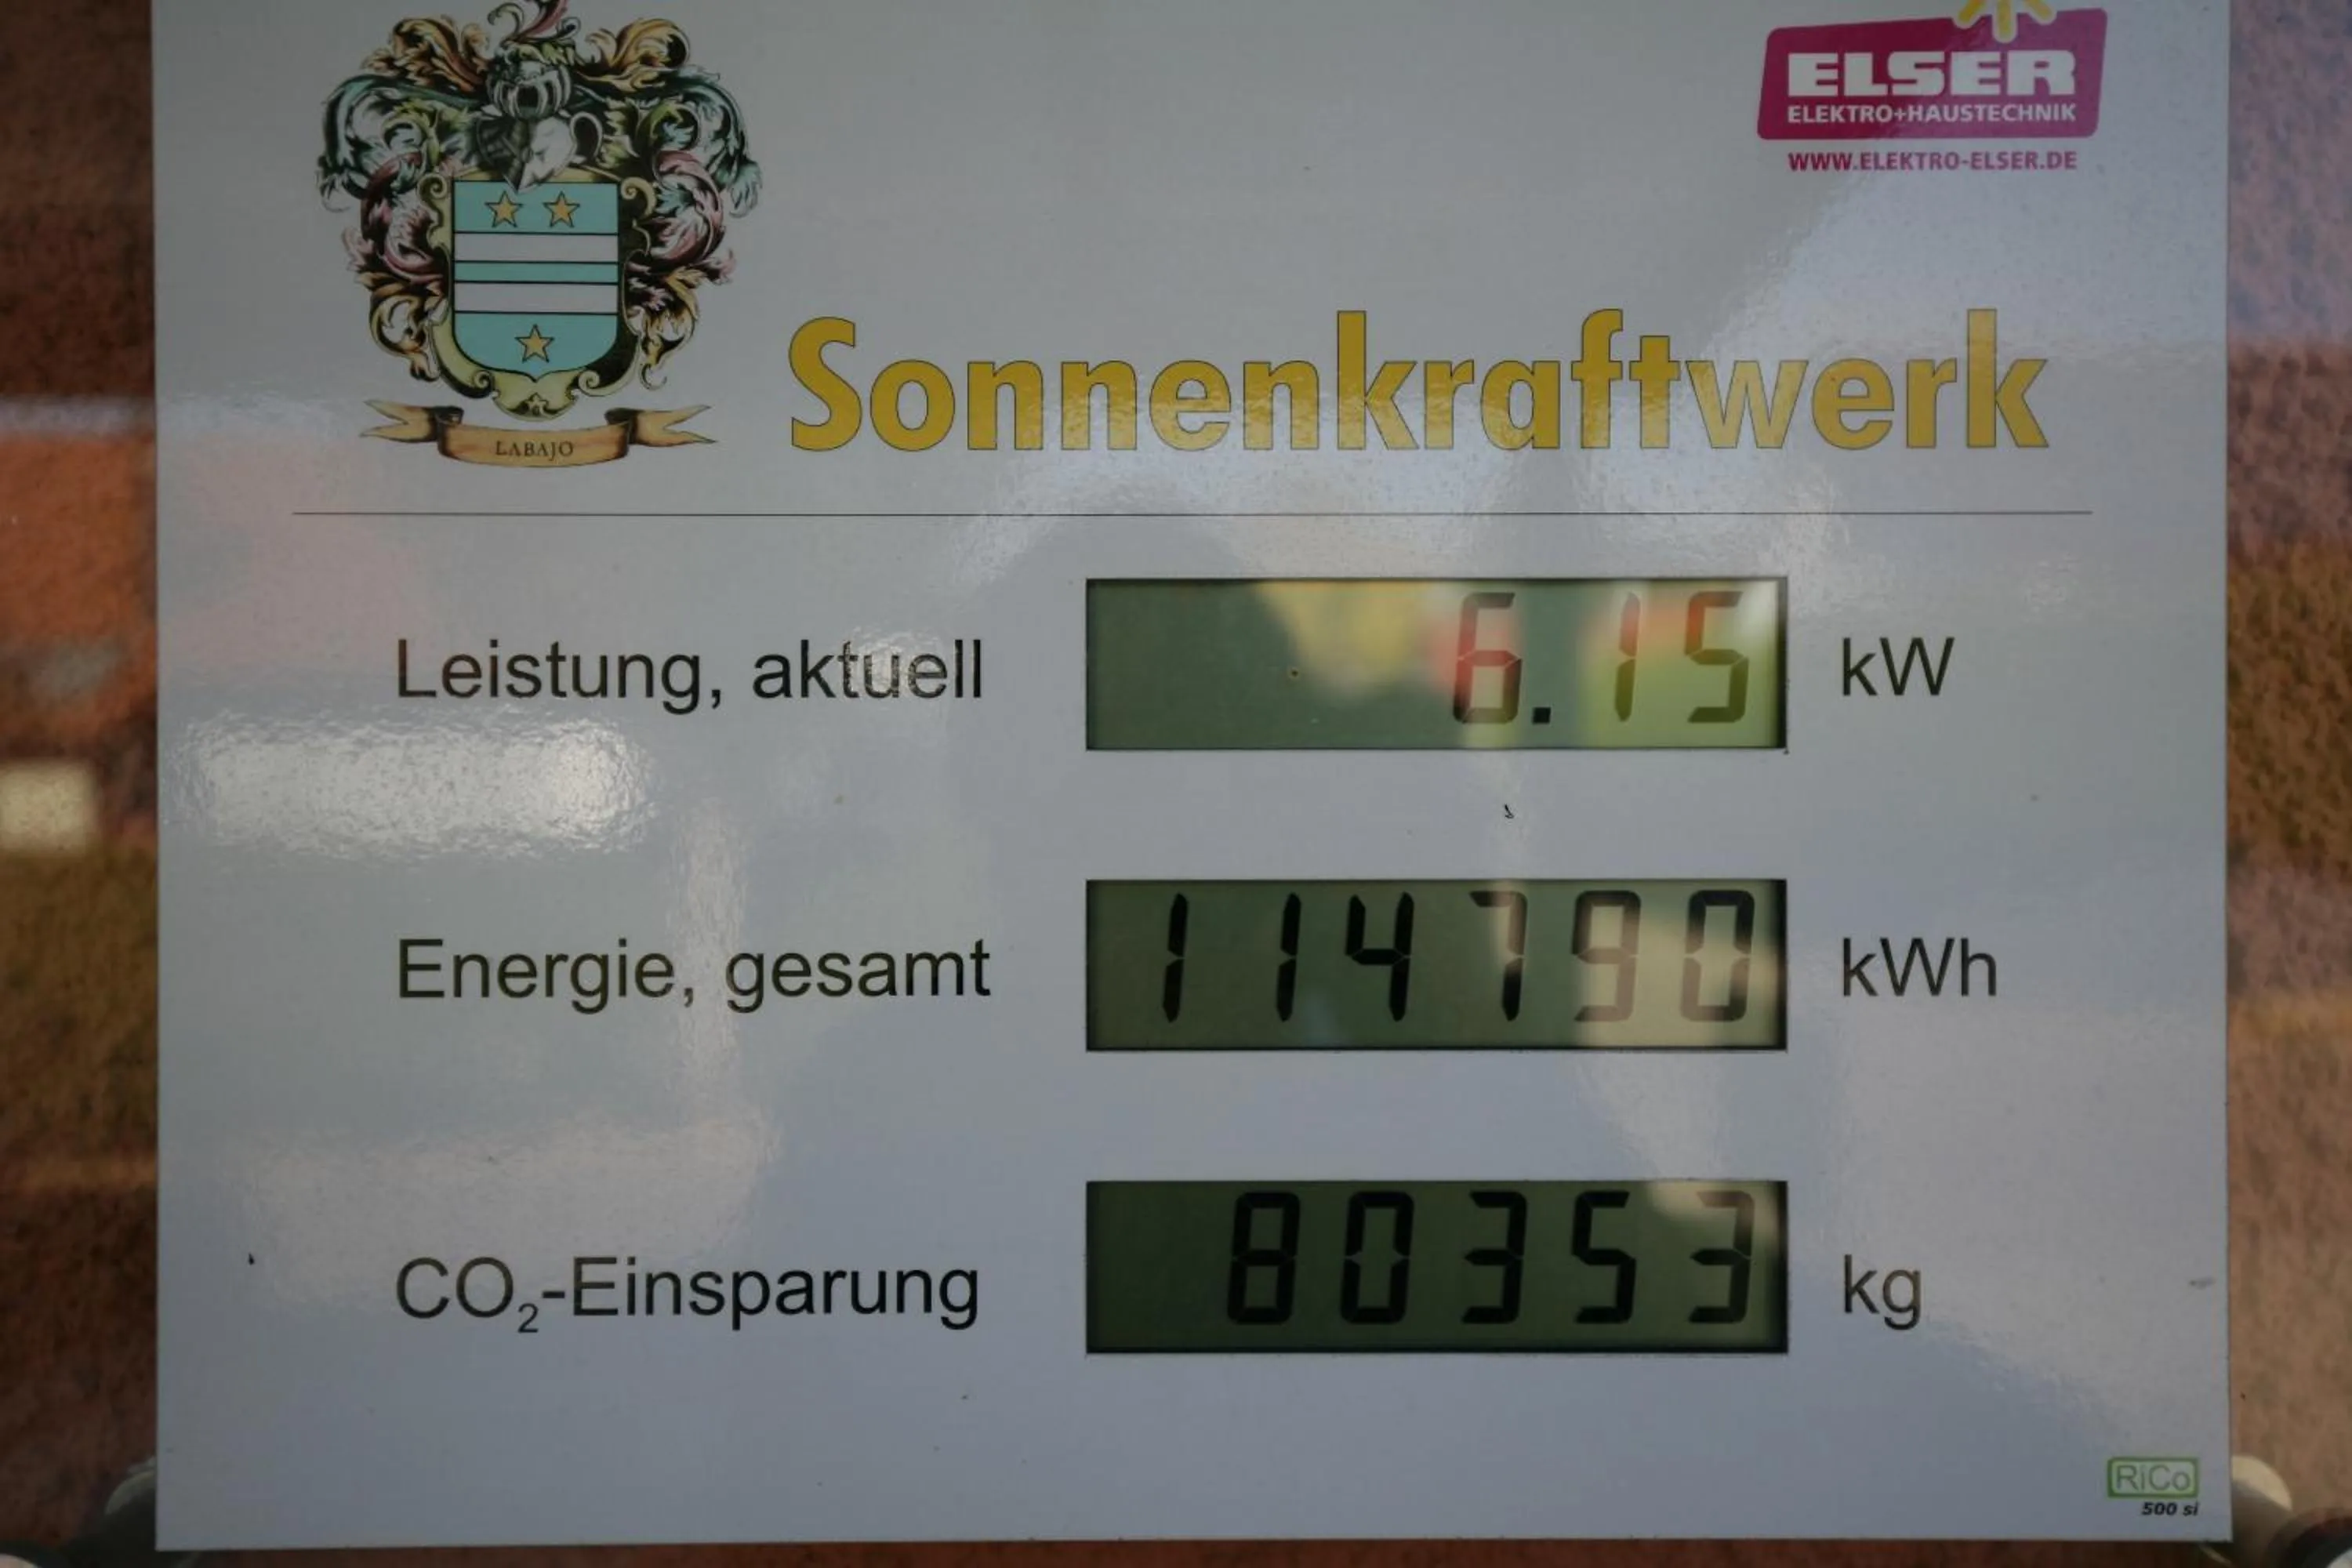 ELSER
ELEKTRO+HAUSTECHNIK
WWW.ELEKTRO-ELSER.DE
LABAJO
Sonnenkraftwerk
Leistung, aktuell 6.15 kW
Energie, gesamt 114790 kWh
CO₂-Einsparung 80353 kg
RiCo
500 si